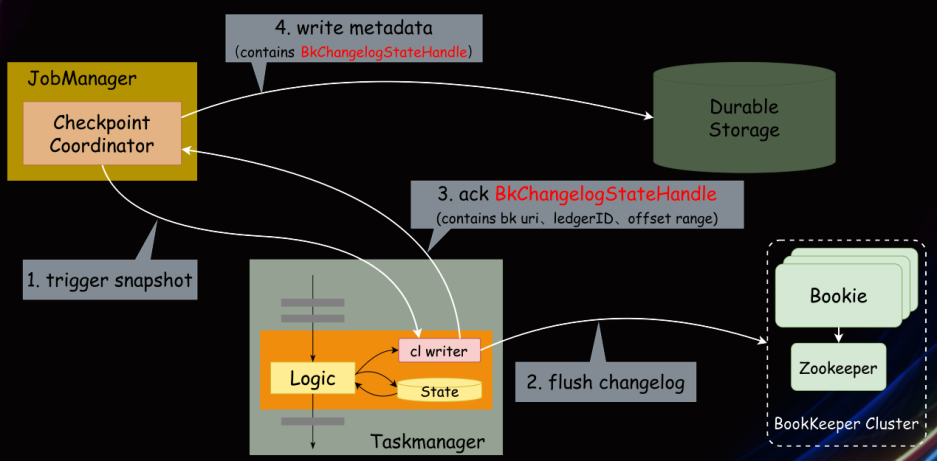 4. write metadata
(contains BkChangelogStateHandle)
JobManager
Checkpoint
Coordinator
Durable
Storage
3. ack BkChangelogStateHandle
(contains bk uri、ledgerID、offset range)
1. trigger snapshot
Bookie
cl writer
Logic
State
2. flush changelog
Zookeeper
BookKeeper Cluster
Taskmanager